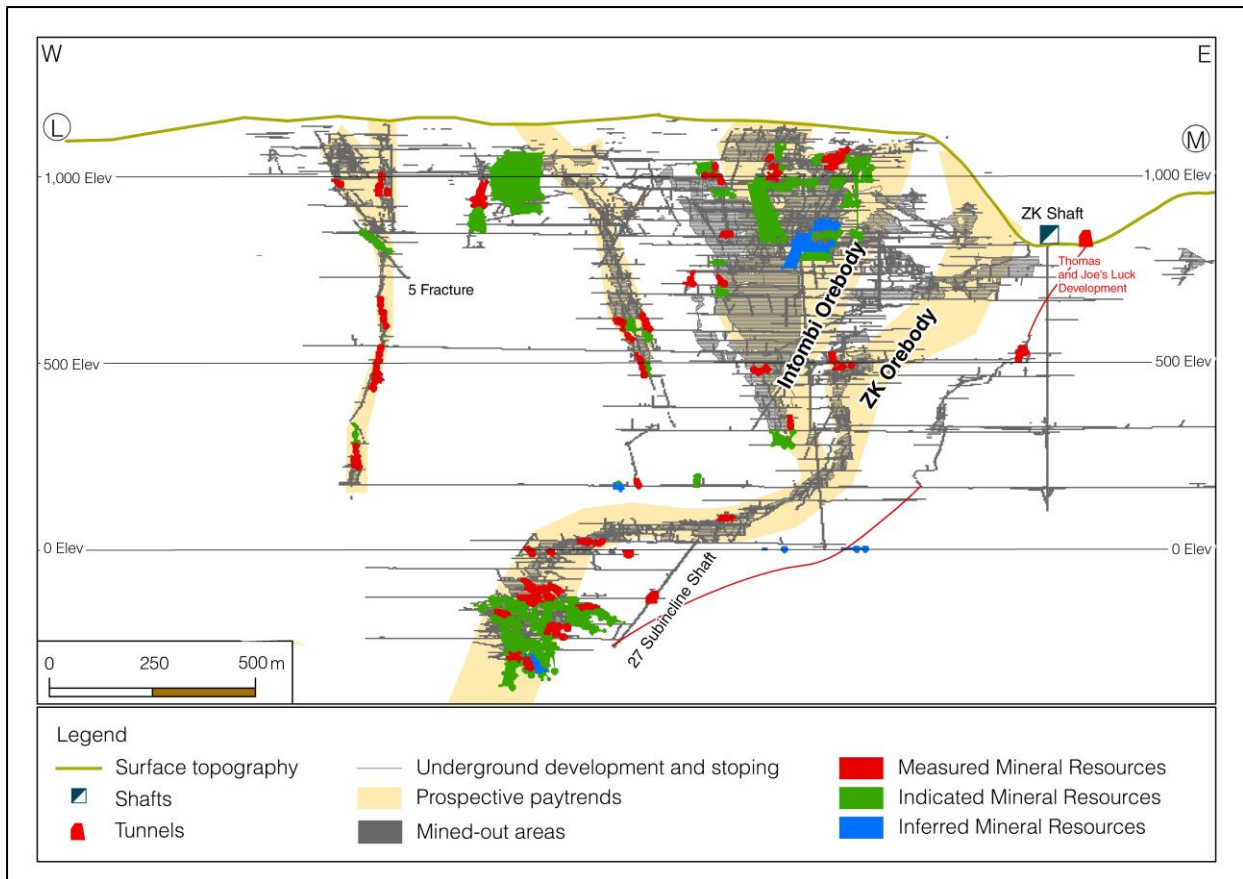 W
E
L
M
1,000 Elev
1,000 Elev
ZK Shaft
Thomas
and Joe's Luck
Development
5 Fracture
Intombi Orebody
ZK Orebody
500 Elev
500 Elev
0 Elev
0 Elev
27 Subincline Shaft
0 250 500 m
Legend
Surface topography
Shafts
Tunnels
Underground development and stoping
Prospective paytrends
Mined-out areas
Measured Mineral Resources
Indicated Mineral Resources
Inferred Mineral Resources